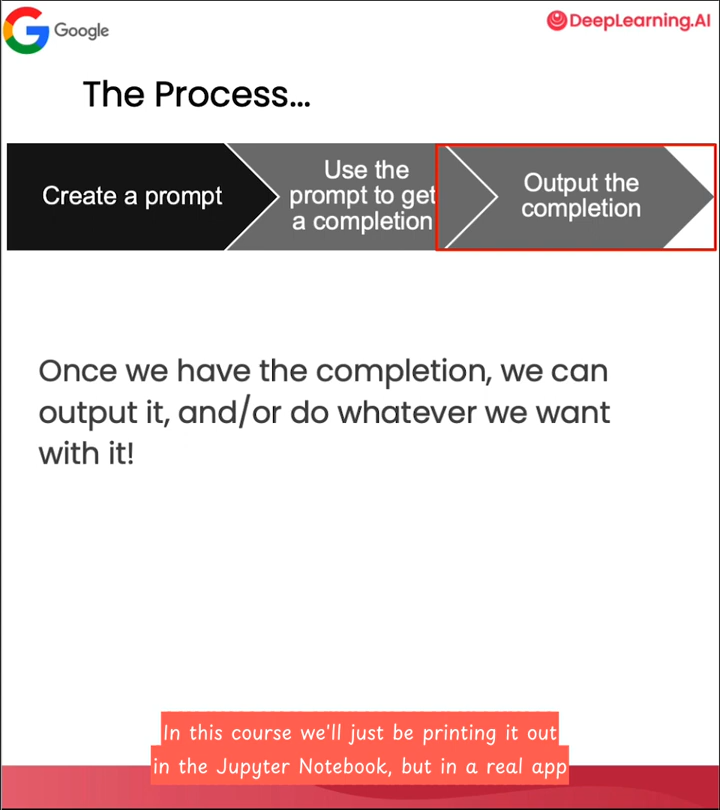 Google
DeepLearning.AI
The Process...
Create a prompt
Use the
prompt to get
a completion
Output the
completion
Once we have the completion, we can
output it, and/or do whatever we want
with it!
In this course we'll just be printing it out
in the Jupyter Notebook, but in a real app